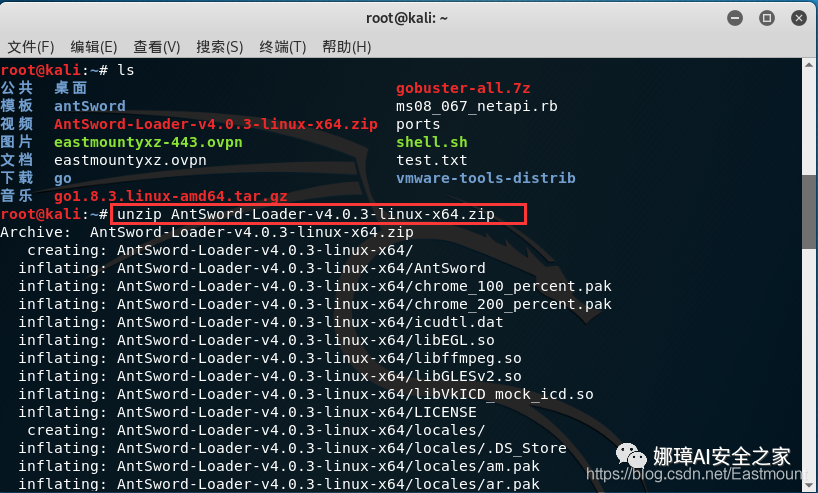 root@kali: ~
文件(F) 编辑(E) 查看(V) 搜索(S) 终端(T) 帮助(H)
root@kali:~# ls
公共 桌面 gobuster-all.7z
模板 antSword ms08_067_netapi.rb
视频 AntSword-Loader-v4.0.3-linux-x64.zip ports
图片 eastmountyxz-443.ovpn shell.sh
文档 eastmountyxz.ovpn test.txt
下载 go vmware-tools-distrib
音乐 go1.8.3.linux-amd64.tar.gz
root@kali:~# unzip AntSword-Loader-v4.0.3-linux-x64.zip
Archive:  AntSword-Loader-v4.0.3-linux-x64.zip
creating: AntSword-Loader-v4.0.3-linux-x64/
inflating: AntSword-Loader-v4.0.3-linux-x64/AntSword
inflating: AntSword-Loader-v4.0.3-linux-x64/chrome_100_percent.pak
inflating: AntSword-Loader-v4.0.3-linux-x64/chrome_200_percent.pak
inflating: AntSword-Loader-v4.0.3-linux-x64/icudtl.dat
inflating: AntSword-Loader-v4.0.3-linux-x64/libEGL.so
inflating: AntSword-Loader-v4.0.3-linux-x64/libffmpeg.so
inflating: AntSword-Loader-v4.0.3-linux-x64/libGLESv2.so
inflating: AntSword-Loader-v4.0.3-linux-x64/libVkICD_mock_icd.so
inflating: AntSword-Loader-v4.0.3-linux-x64/LICENSE
creating: AntSword-Loader-v4.0.3-linux-x64/locales/
inflating: AntSword-Loader-v4.0.3-linux-x64/locales/.DS_Store
inflating: AntSword-Loader-v4.0.3-linux-x64/locales/am.pak
inflating: AntSword-Loader-v4.0.3-linux-x64/locales/ar.pak
娜璋AI安全之家
https://blog.csdn.net/Eastmount